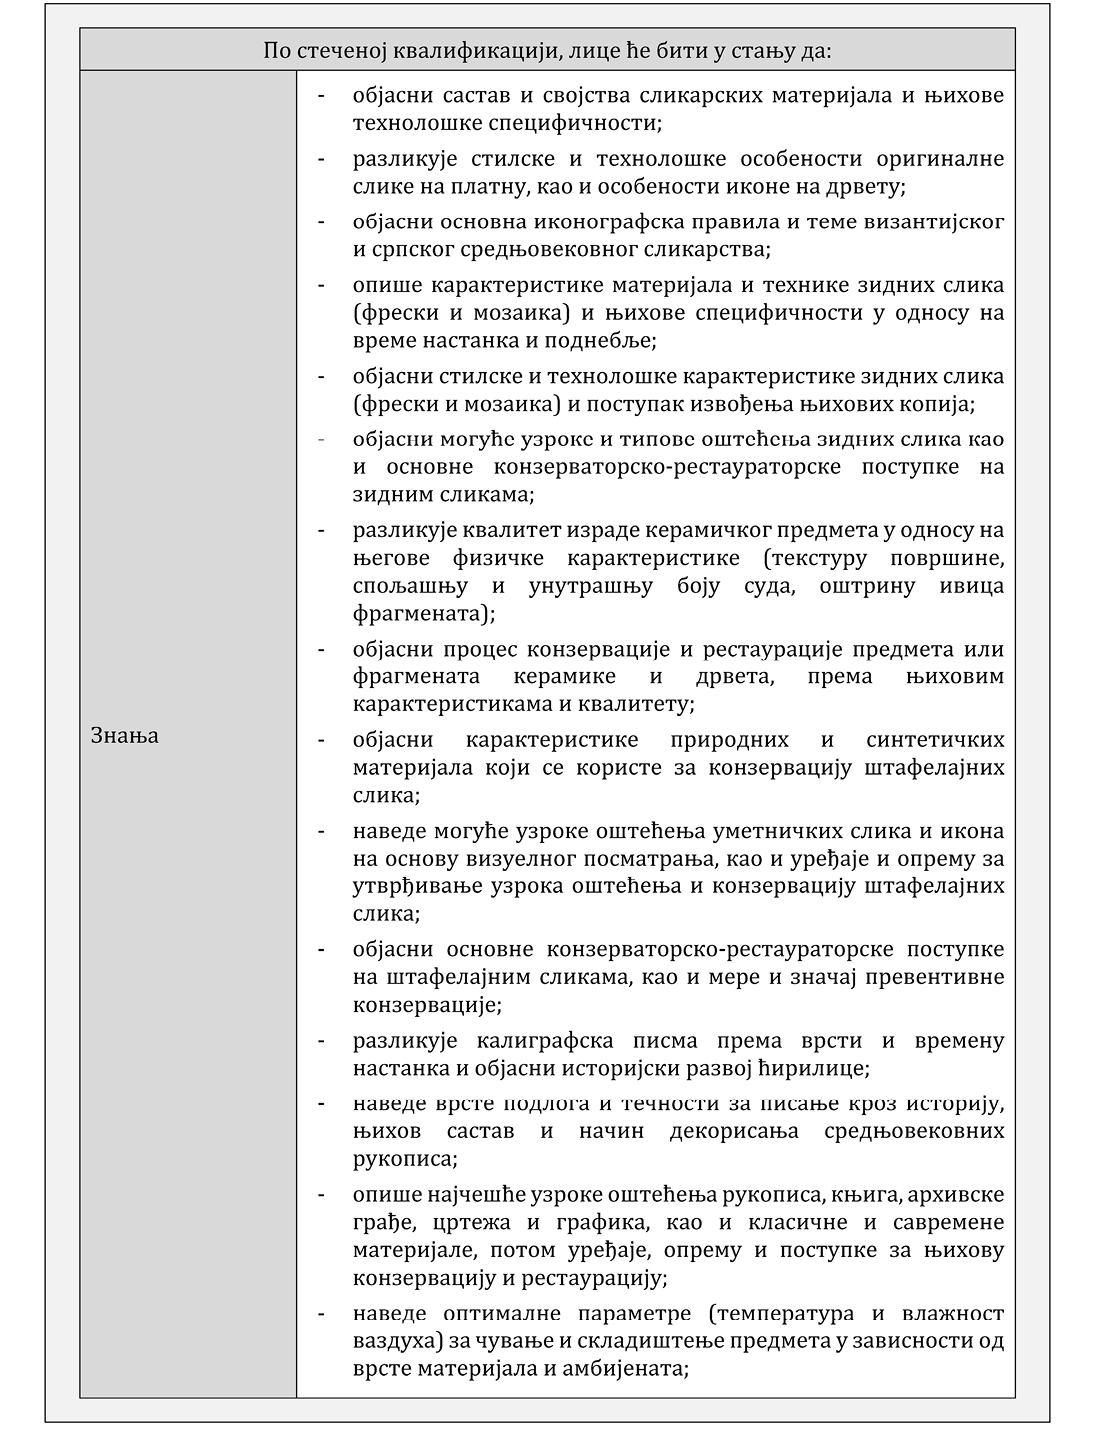 По стеченој квалификацији, лице ће бити у стању да:
Знања
- објасни састав и својства сликарских материјала и њихове
технолошке специфичности;
- разликује стилске и технолошке особености оригиналне
слике на платну, као и особености иконе на дрвету;
- објасни основна иконографска правила и теме византијског
и српског средњовековног сликарства;
- опише карактеристике материјала и технике зидних слика
(фрески и мозаика) и њихове специфичности у односу на
време настанка и поднебље;
- објасни стилске и технолошке карактеристике зидних слика
(фрески и мозаика) и поступак извођења њихових копија;
- објасни могуће узроке и типове оштећења зидних слика као
и основне конзерваторско-рестаураторске поступке на
зидним сликама;
- разликује квалитет израде керамичког предмета у односу на
његове физичке карактеристике (текстуру површине,
спољашњу и унутрашњу боју суда, оштрину ивица
фрагмената);
- објасни процес конзервације и рестаурације предмета или
фрагмената керамике и дрвета, према њиховим
карактеристикама и квалитету;
- објасни карактеристике природних и синтетичких
материјала који се користе за конзервацију штафелајних
слика;
- наведе могуће узроке оштећења уметничких слика и икона
на основу визуелног посматрања, као и уређаје и опрему за
утврђивање узрока оштећења и конзервацију штафелајних
слика;
- објасни основне конзерваторско-рестаураторске поступке
на штафелајним сликама, као и мере и значај превентивне
конзервације;
- разликује калиграфска писма према врсти и времену
настанка и објасни историјски развој ћирилице;
- наведе врсте подлога и течности за писање кроз историју,
њихов састав и начин декорисања средњовековних
рукописа;
- опише најчешће узроке оштећења рукописа, књига, архивске
грађе, цртежа и графика, као и класичне и савремене
материјале, потом уређаје, опрему и поступке за њихову
конзервацију и рестаурацију;
- наведе оптималне параметре (температура и влажност
ваздуха) за чување и складиштење предмета у зависности од
врсте материјала и амбијената;